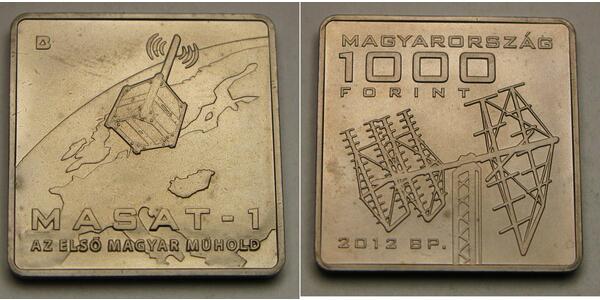 MASAT-1
AZ ELSŐ MAGYAR MŰHOLD
MAGYARORSZÁG
1000
FORINT
2012 BP.